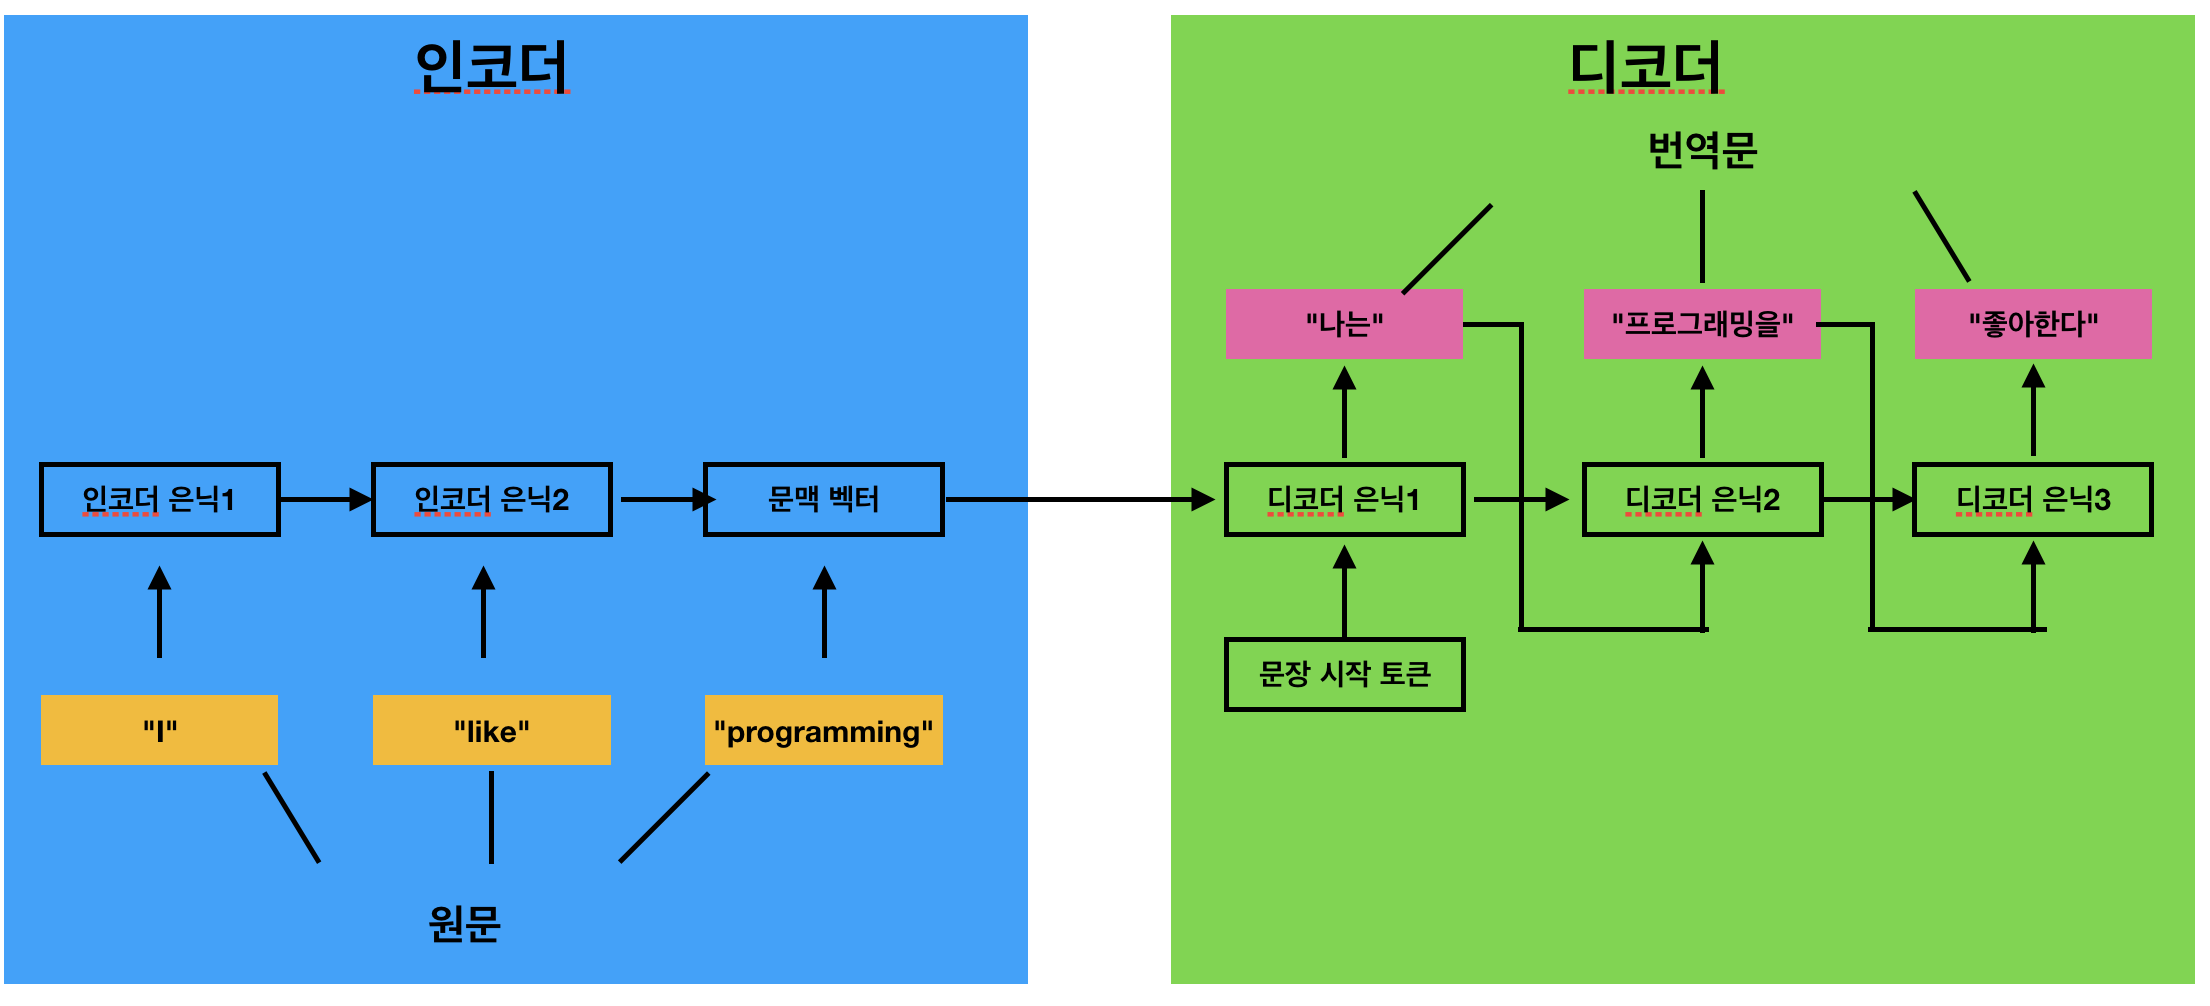 인코더
인코더 은닉1
인코더 은닉2
문맥 벡터
"I"
"like"
"programming"
원문
디코더
번역문
"나는"
"프로그래밍을"
"좋아한다"
디코더 은닉1
디코더 은닉2
디코더 은닉3
문장 시작 토큰